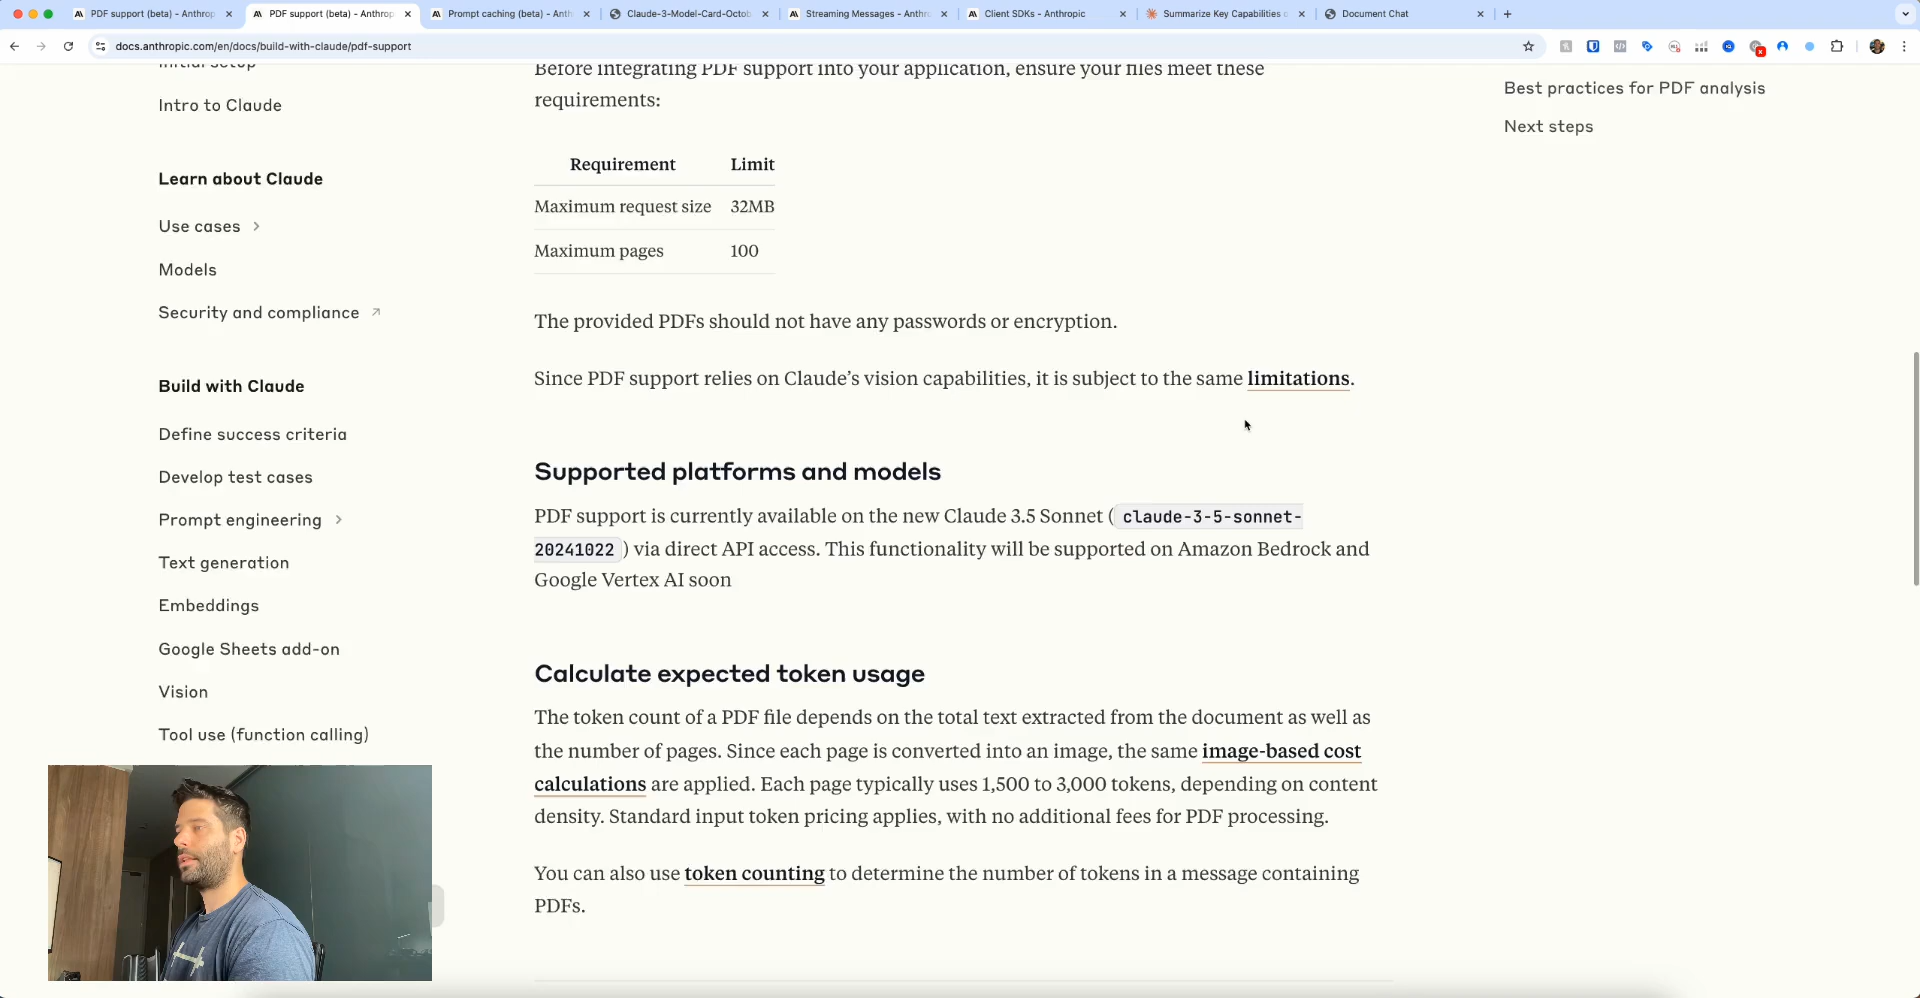 PDF support (beta) - Anthrop
PDF support (beta) - Anthrop
Prompt caching (beta) - Anth
Claude-3-Model-Card-Octob
Streaming Messages - Anthro
Client SDKs - Anthropic
Summarize Key Capabilities o
Document Chat
docs.anthropic.com/en/docs/build-with-claude/pdf-support
Initial setup
Intro to Claude
Learn about Claude
Use cases
Models
Security and compliance
Build with Claude
Define success criteria
Develop test cases
Prompt engineering
Text generation
Embeddings
Google Sheets add-on
Vision
Tool use (function calling)
Before integrating PDF support into your application, ensure your files meet these
requirements:
Requirement Limit
Maximum request size 32MB
Maximum pages 100
The provided PDFs should not have any passwords or encryption.
Since PDF support relies on Claude’s vision capabilities, it is subject to the same limitations.
Supported platforms and models
PDF support is currently available on the new Claude 3.5 Sonnet ( claude-3-5-sonnet-
20241022 ) via direct API access. This functionality will be supported on Amazon Bedrock and
Google Vertex AI soon
Calculate expected token usage
The token count of a PDF file depends on the total text extracted from the document as well as
the number of pages. Since each page is converted into an image, the same image-based cost
calculations are applied. Each page typically uses 1,500 to 3,000 tokens, depending on content
density. Standard input token pricing applies, with no additional fees for PDF processing.
You can also use token counting to determine the number of tokens in a message containing
PDFs.
Best practices for PDF analysis
Next steps